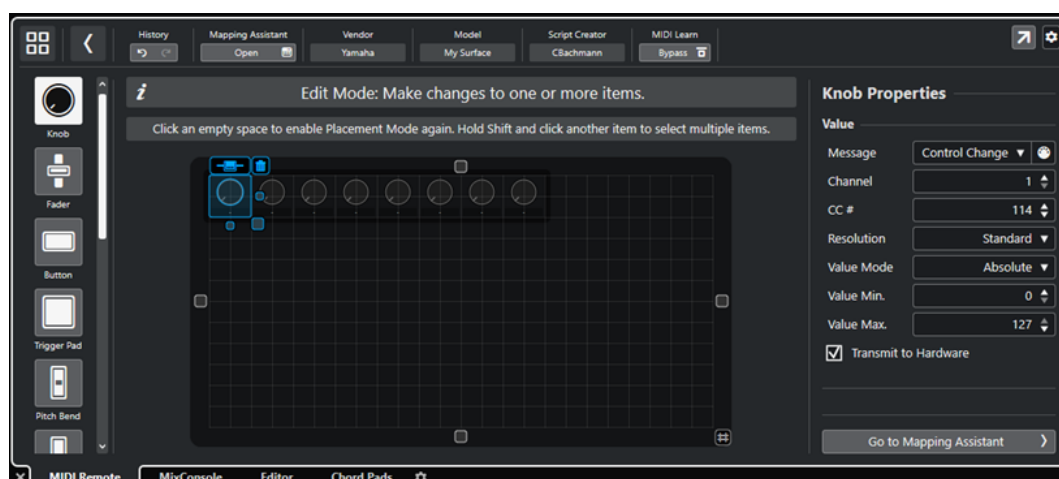 History
Mapping Assistant
Vendor
Model
Script Creator
MIDI Learn
Open
Yamaha
My Surface
CBachmann
Bypass
i
Edit Mode: Make changes to one or more items.
Click an empty space to enable Placement Mode again. Hold Shift and click another item to select multiple items.
Knob
Fader
Button
Trigger Pad
Pitch Bend
Knob Properties
Value
Message Control Change
Channel 1
CC # 114
Resolution Standard
Value Mode Absolute
Value Min. 0
Value Max. 127
Transmit to Hardware
Go to Mapping Assistant
MIDI Remote
MixConsole
Editor
Chord Pads